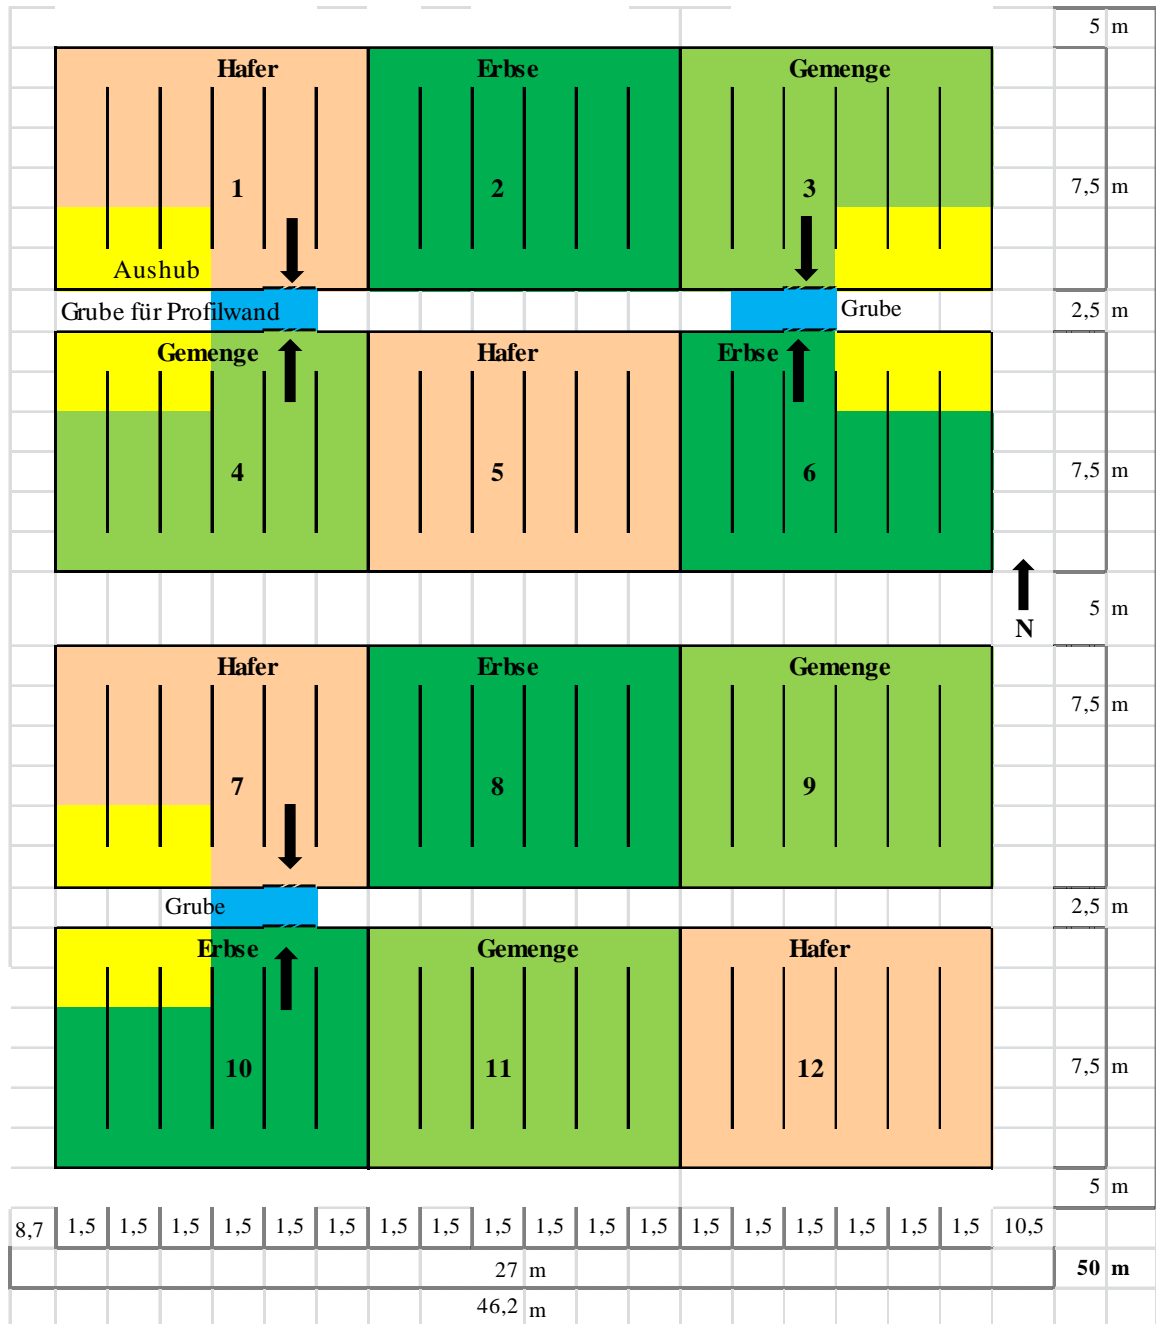 5 m
Hafer Erbse Gemenge
1 2 3 7,5 m
Aushub
Grube für Profilwand Grube 2,5 m
Gemenge Hafer Erbse
4 5 6 7,5 m
5 m
N
Hafer Erbse Gemenge
7,5 m
7 8 9
Grube 2,5 m
Erbse Gemenge Hafer
10 11 12 7,5 m
5 m
8,7 1,5 1,5 1,5 1,5 1,5 1,5 1,5 1,5 1,5 1,5 1,5 1,5 1,5 1,5 1,5 1,5 1,5 1,5 10,5
27 m 50 m
46,2 m